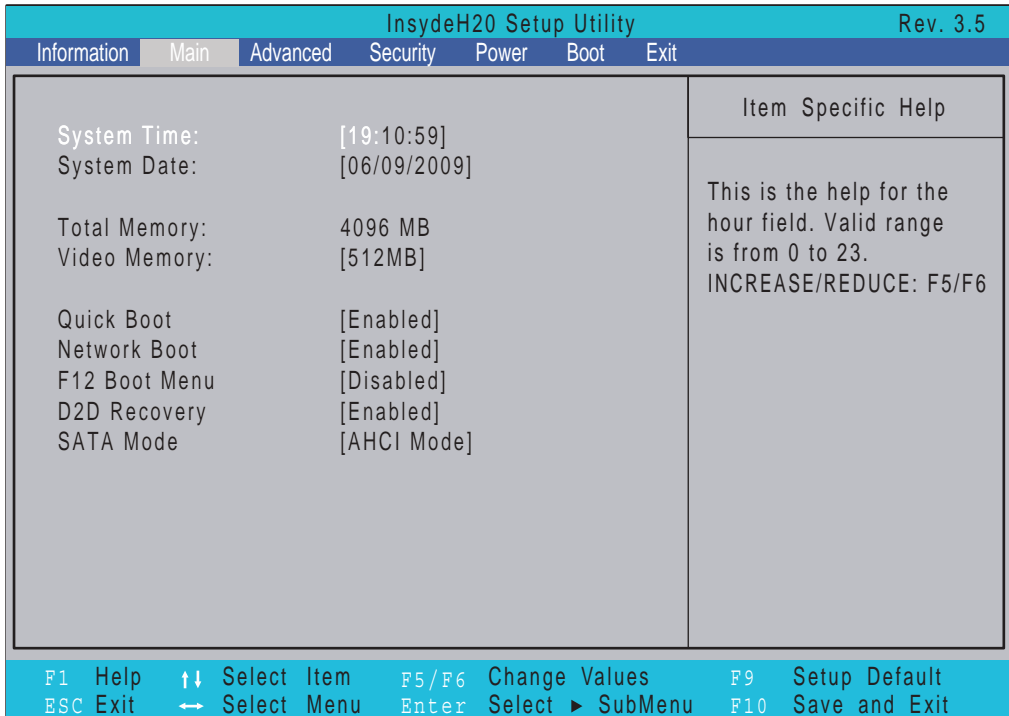 InsydeH20 Setup Utility Rev. 3.5
Information Main Advanced Security Power Boot Exit
System Time: [19:10:59]
System Date: [06/09/2009]
Total Memory: 4096 MB
Video Memory: [512MB]
Quick Boot [Enabled]
Network Boot [Enabled]
F12 Boot Menu [Disabled]
D2D Recovery [Enabled]
SATA Mode [AHCI Mode]
Item Specific Help
This is the help for the
hour field. Valid range
is from 0 to 23.
INCREASE/REDUCE: F5/F6
F1 Help ↑↓ Select Item F5/F6 Change Values F9 Setup Default
ESC Exit ↔ Select Menu Enter Select ► SubMenu F10 Save and Exit